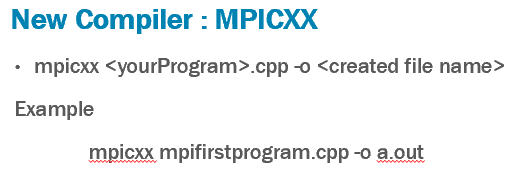 New Compiler : MPICXX
• mpicxx <yourProgram>.cpp -o <created file name>
Example
mpicxx mpifirstprogram.cpp -o a.out